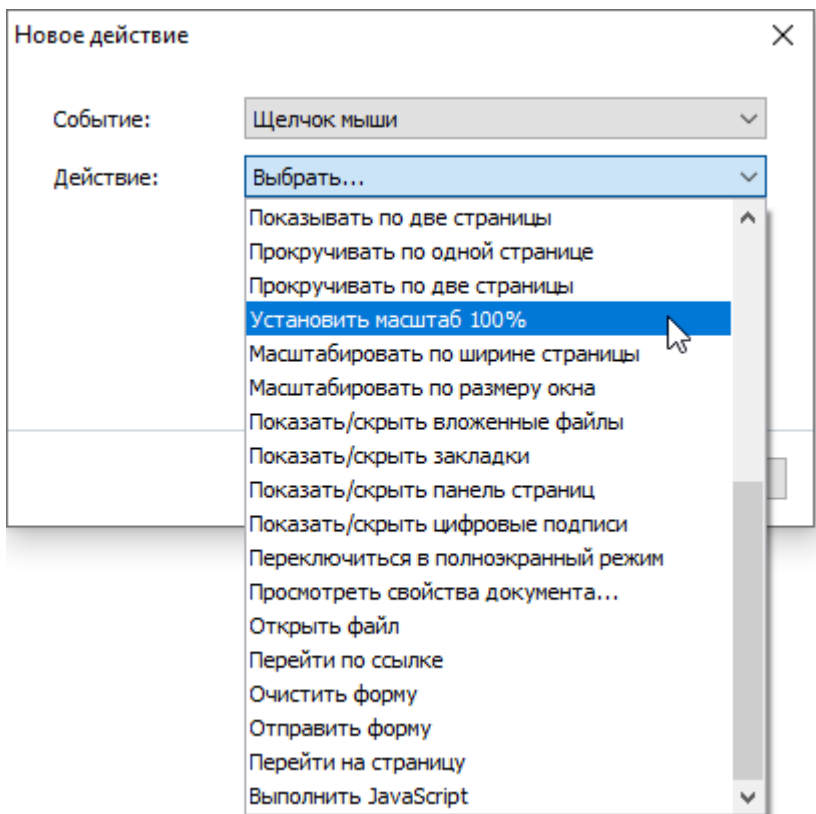 Новое действие
Событие: Щелчок мыши
Действие: Выбрать...
Показывать по две страницы
Прокручивать по одной странице
Прокручивать по две страницы
Установить масштаб 100%
Масштабировать по ширине страницы
Масштабировать по размеру окна
Показать/скрыть вложенные файлы
Показать/скрыть закладки
Показать/скрыть панель страниц
Показать/скрыть цифровые подписи
Переключиться в полноэкранный режим
Просмотреть свойства документа...
Открыть файл
Перейти по ссылке
Очистить форму
Отправить форму
Перейти на страницу
Выполнить JavaScript